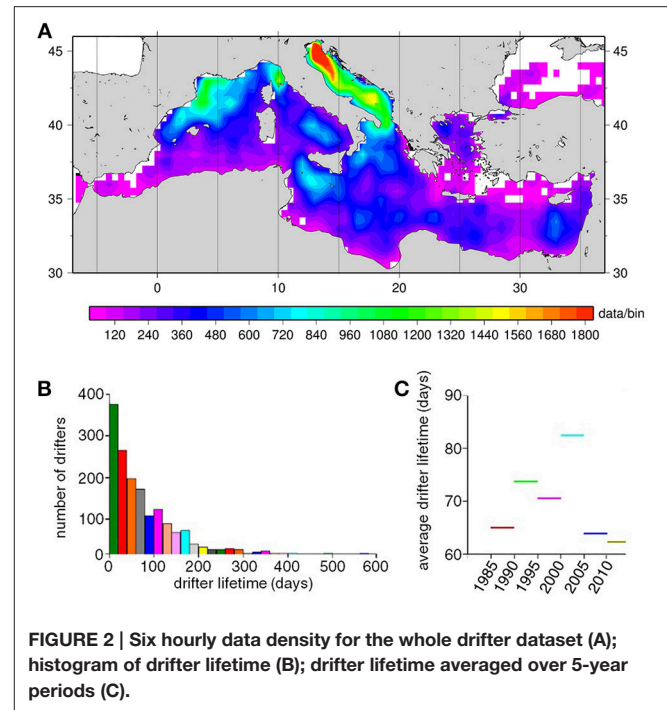 A
45
40
35
30
45
40
35
30
0
10
20
30
data/bin
120 240 360 480 600 720 840 960 1080 1200 1320 1440 1560 1680 1800
B
number of drifters
400
300
200
100
0
0 100 200 300 400 500 600
drifter lifetime (days)
C
average drifter lifetime (days)
90
80
70
60
1985 1990 1995 2000 2005 2010
FIGURE 2 | Six hourly data density for the whole drifter dataset (A);
histogram of drifter lifetime (B); drifter lifetime averaged over 5-year
periods (C).